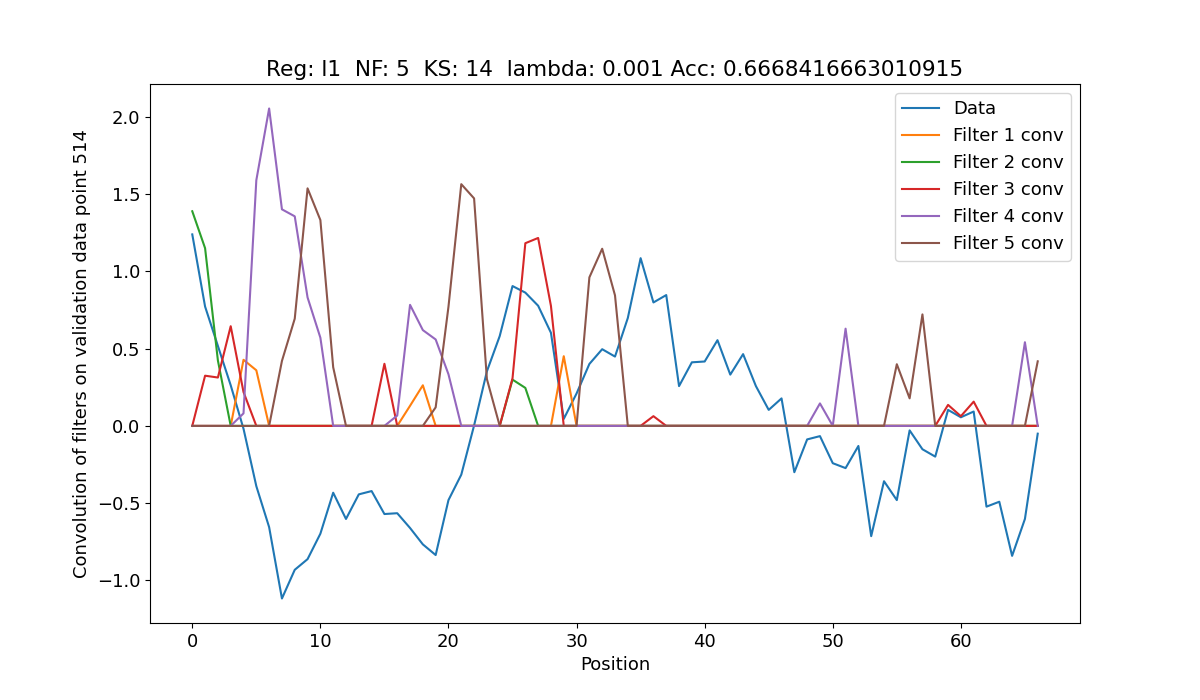 Reg: l1  NF: 5  KS: 14  lambda: 0.001 Acc: 0.6668416663010915
Convolution of filters on validation data point 514
2.0
1.5
1.0
0.5
0.0
−0.5
−1.0
Data
Filter 1 conv
Filter 2 conv
Filter 3 conv
Filter 4 conv
Filter 5 conv
0 10 20 30 40 50 60
Position